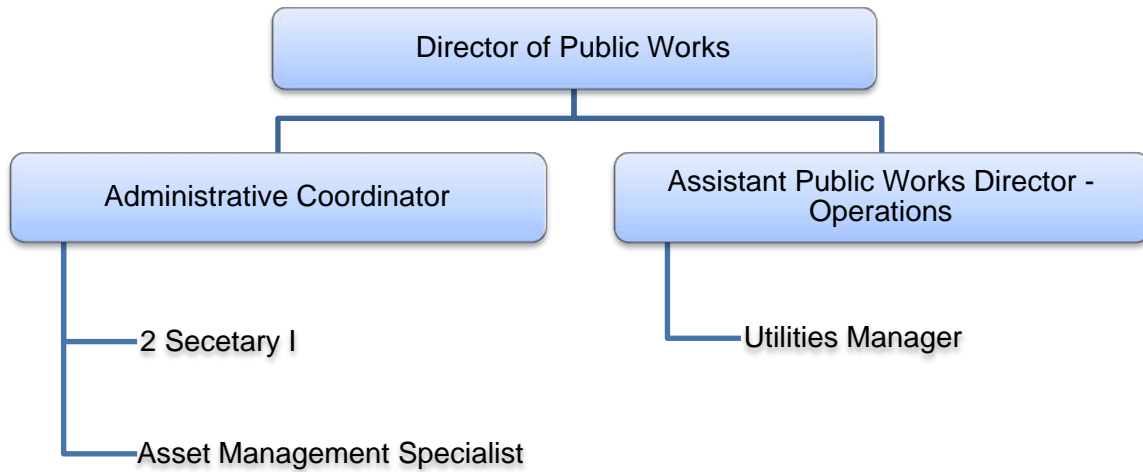 Director of Public Works
Administrative Coordinator
Assistant Public Works Director -
Operations
2 Secetary I
Utilities Manager
Asset Management Specialist